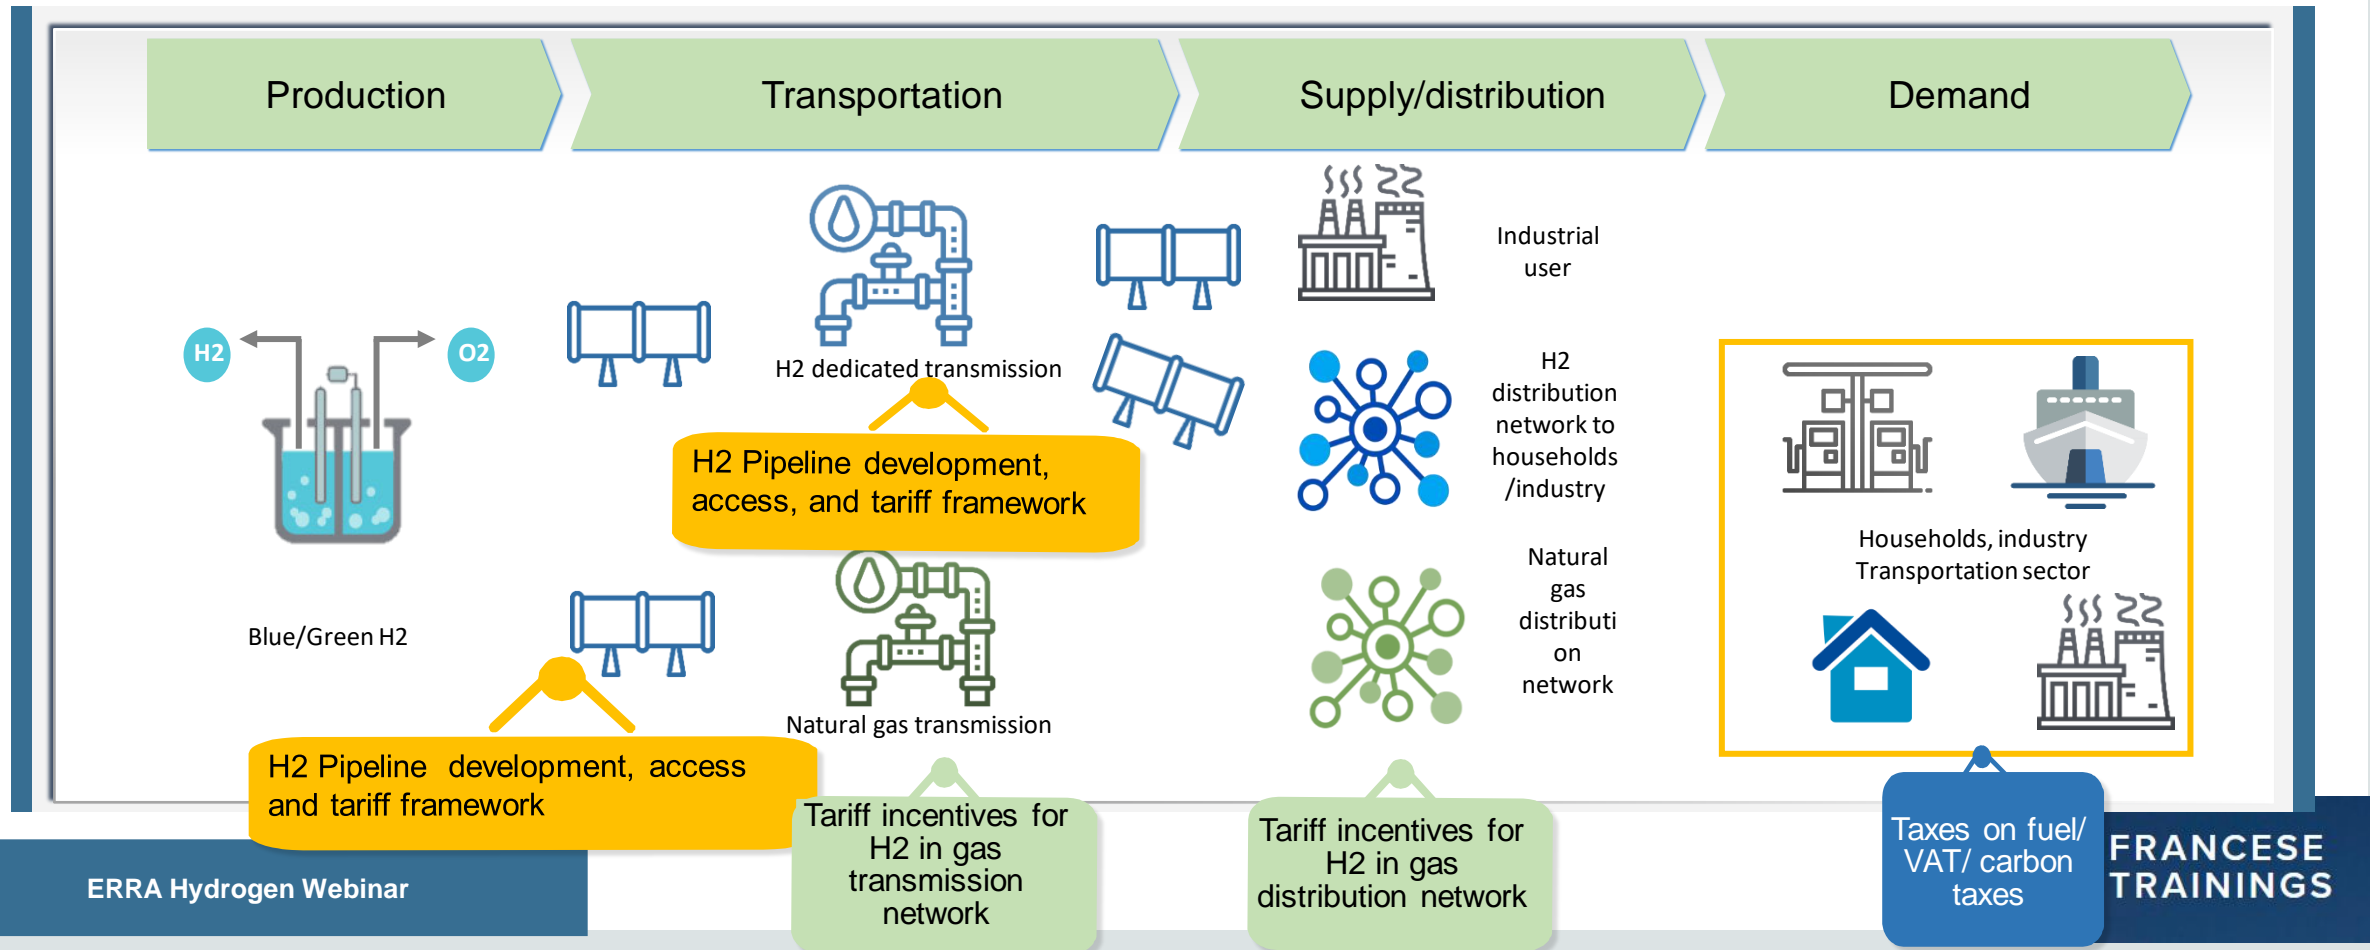 Production
Transportation
Supply/distribution
Demand
H2
O2
Blue/Green H2
H2 dedicated transmission
H2 Pipeline development,
access, and tariff framework
Natural gas transmission
H2 Pipeline development, access
and tariff framework
Tariff incentives for
H2 in gas
transmission
network
Industrial
user
H2
distribution
network to
households
/industry
Natural
gas
distributi
on
network
Tariff incentives for
H2 in gas
distribution network
Households, industry
Transportation sector
Taxes on fuel/
VAT/ carbon
taxes
ERRA Hydrogen Webinar
FRANCESE
TRAININGS